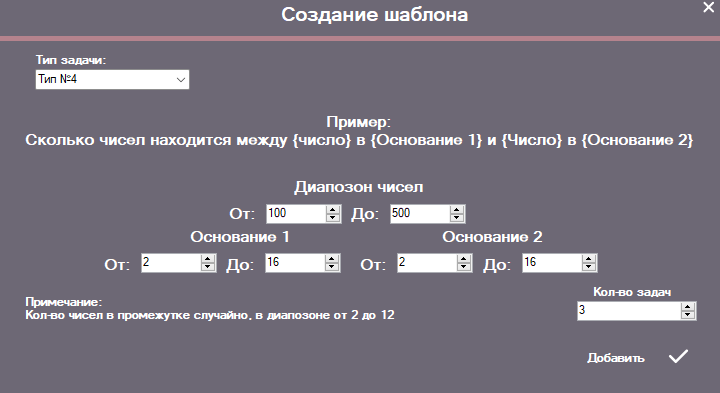 Создание шаблона
Тип задачи:
Тип №4
Пример:
Сколько чисел находится между {число} в {Основание 1} и {Число} в {Основание 2}
Диапозон чисел
От: 100 До: 500
Основание 1 Основание 2
От: 2 До: 16 От: 2 До: 16
Примечание:
Кол-во чисел в промежутке случайно, в диапозоне от 2 до 12
Кол-во задач
3
Добавить